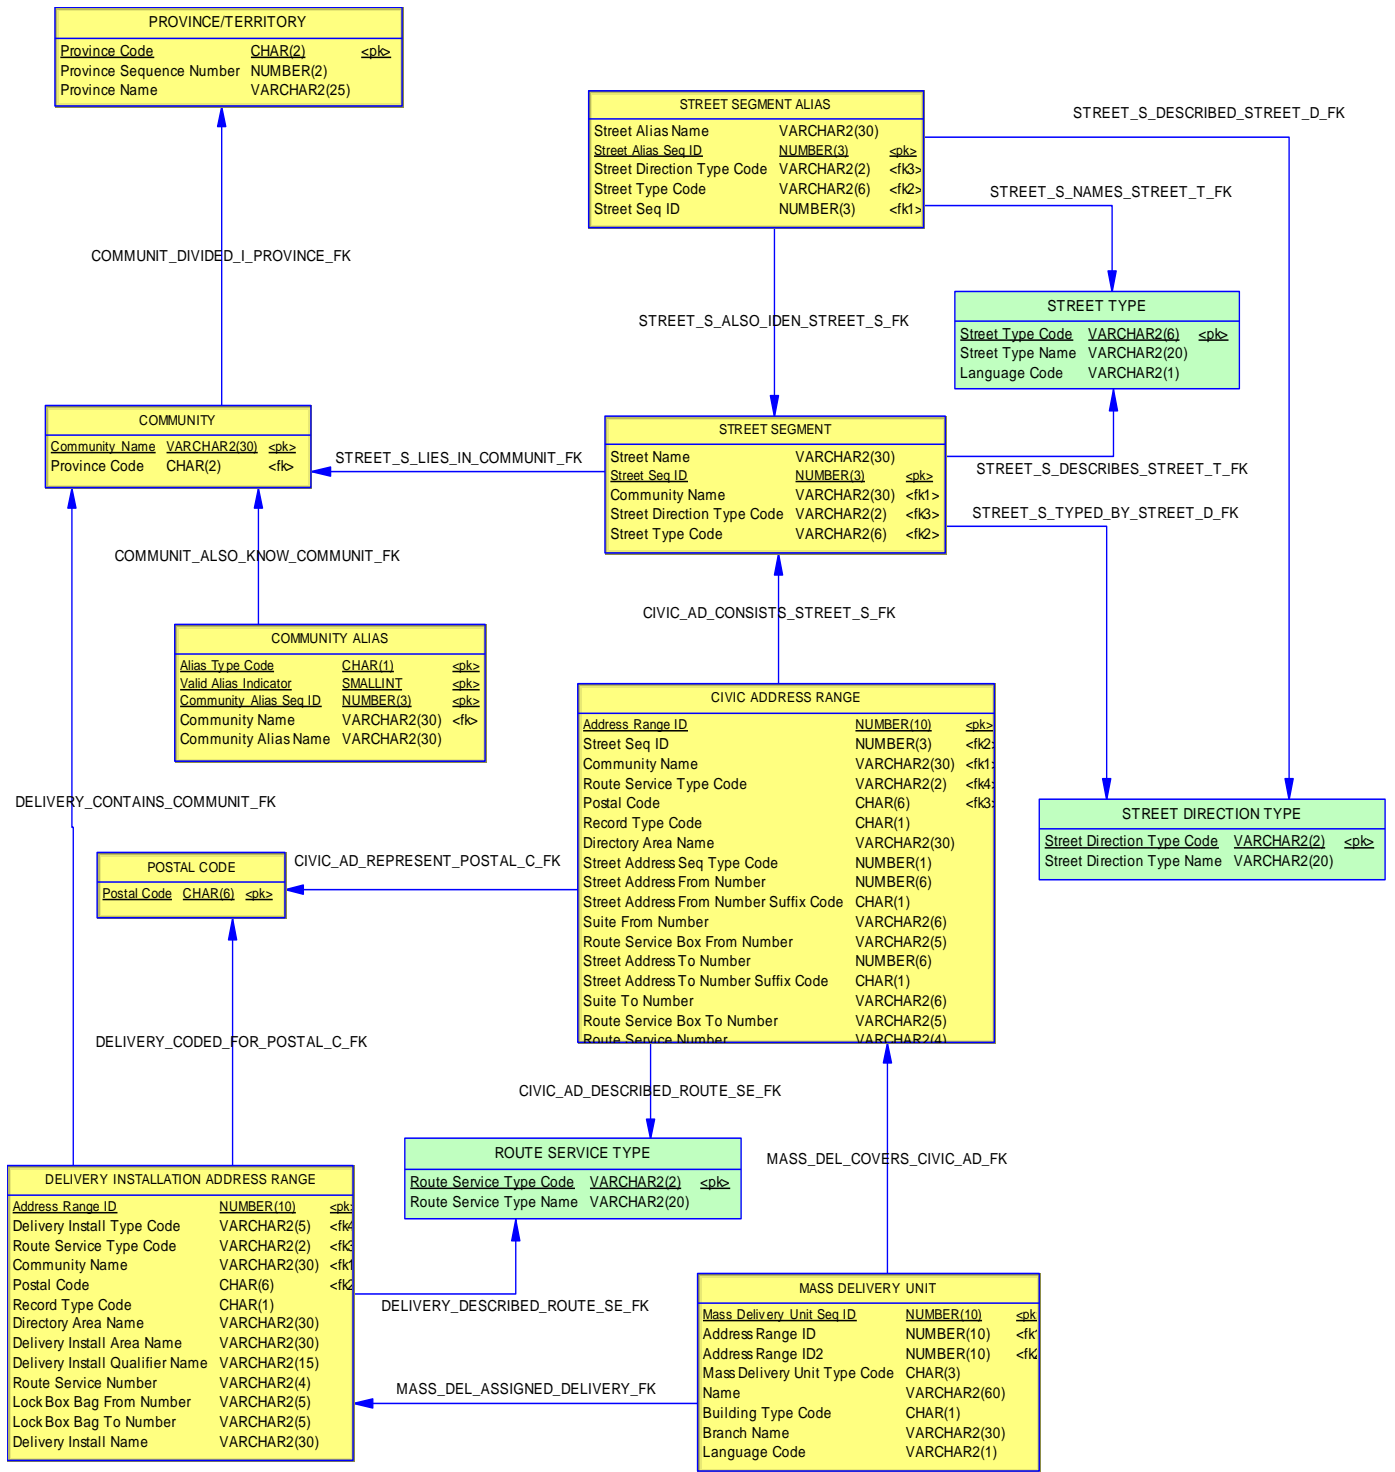 PROVINCE/TERRITORY
Province Code CHAR(2) <pk>
Province Sequence Number NUMBER(2)
Province Name VARCHAR2(25)
STREET SEGMENT ALIAS
Street Alias Name VARCHAR2(30)
Street Alias Seq ID NUMBER(3) <pk>
Street Direction Type Code VARCHAR2(2) <fk3>
Street Type Code VARCHAR2(6) <fk2>
Street Seq ID NUMBER(3) <fk1>
STREET_S_DESCRIBED_STREET_D_FK
STREET_S_NAMES_STREET_T_FK
COMMUNIT_DIVIDED_I_PROVINCE_FK
STREET_S_ALSO_IDEN_STREET_S_FK
STREET TYPE
Street Type Code VARCHAR2(6) <pk>
Street Type Name VARCHAR2(20)
Language Code VARCHAR2(1)
COMMUNITY
Community Name VARCHAR2(30) <pk>
Province Code CHAR(2) <fk>
STREET_S_LIES_IN_COMMUNIT_FK
STREET SEGMENT
Street Name VARCHAR2(30)
Street Seq ID NUMBER(3) <pk>
Community Name VARCHAR2(30) <fk1>
Street Direction Type Code VARCHAR2(2) <fk3>
Street Type Code VARCHAR2(6) <fk2>
STREET_S_DESCRIBES_STREET_T_FK
STREET_S_TYPED_BY_STREET_D_FK
COMMUNIT_ALSO_KNOW_COMMUNIT_FK
CIVIC_AD_CONSISTS_STREET_S_FK
COMMUNITY ALIAS
Alias Type Code CHAR(1) <pk>
Valid Alias Indicator SMALLINT <pk>
Community Alias Seq ID NUMBER(3) <pk>
Community Name VARCHAR2(30) <fk>
Community Alias Name VARCHAR2(30)
CIVIC ADDRESS RANGE
Address Range ID NUMBER(10) <pk>
Street Seq ID NUMBER(3) <fk2>
Community Name VARCHAR2(30) <fk1>
Route Service Type Code VARCHAR2(2) <fk4>
Postal Code CHAR(6) <fk3>
Record Type Code CHAR(1)
Directory Area Name VARCHAR2(30)
Street Address Seq Type Code NUMBER(1)
Street Address From Number NUMBER(6)
Street Address From Number Suffix Code CHAR(1)
Suite From Number VARCHAR2(6)
Route Service Box From Number VARCHAR2(5)
Street Address To Number NUMBER(6)
Street Address To Number Suffix Code CHAR(1)
Suite To Number VARCHAR2(6)
Route Service Box To Number VARCHAR2(5)
Route Service Number VARCHAR2(4)
DELIVERY_CONTAINS_COMMUNIT_FK
STREET DIRECTION TYPE
Street Direction Type Code VARCHAR2(2) <pk>
Street Direction Type Name VARCHAR2(20)
POSTAL CODE
Postal Code CHAR(6) <pk>
CIVIC_AD_REPRESENT_POSTAL_C_FK
DELIVERY_CODED_FOR_POSTAL_C_FK
CIVIC_AD_DESCRIBED_ROUTE_SE_FK
ROUTE SERVICE TYPE
Route Service Type Code VARCHAR2(2) <pk>
Route Service Type Name VARCHAR2(20)
MASS_DEL_COVERS_CIVIC_AD_FK
DELIVERY INSTALLATION ADDRESS RANGE
Address Range ID NUMBER(10) <pk>
Delivery Install Type Code VARCHAR2(5) <fk4
Route Service Type Code VARCHAR2(2) <fk3
Community Name VARCHAR2(30) <fk1
Postal Code CHAR(6) <fk2
Record Type Code CHAR(1)
Directory Area Name VARCHAR2(30)
Delivery Install Area Name VARCHAR2(30)
Delivery Install Qualifier Name VARCHAR2(15)
Route Service Number VARCHAR2(4)
Lock Box Bag From Number VARCHAR2(5)
Lock Box Bag To Number VARCHAR2(5)
Delivery Install Name VARCHAR2(30)
DELIVERY_DESCRIBED_ROUTE_SE_FK
MASS_DEL_ASSIGNED_DELIVERY_FK
MASS DELIVERY UNIT
Mass Delivery Unit Seq ID NUMBER(10) <pk
Address Range ID NUMBER(10) <fk1
Address Range ID2 NUMBER(10) <fk2
Mass Delivery Unit Type Code CHAR(3)
Name VARCHAR2(60)
Building Type Code CHAR(1)
Branch Name VARCHAR2(30)
Language Code VARCHAR2(1)